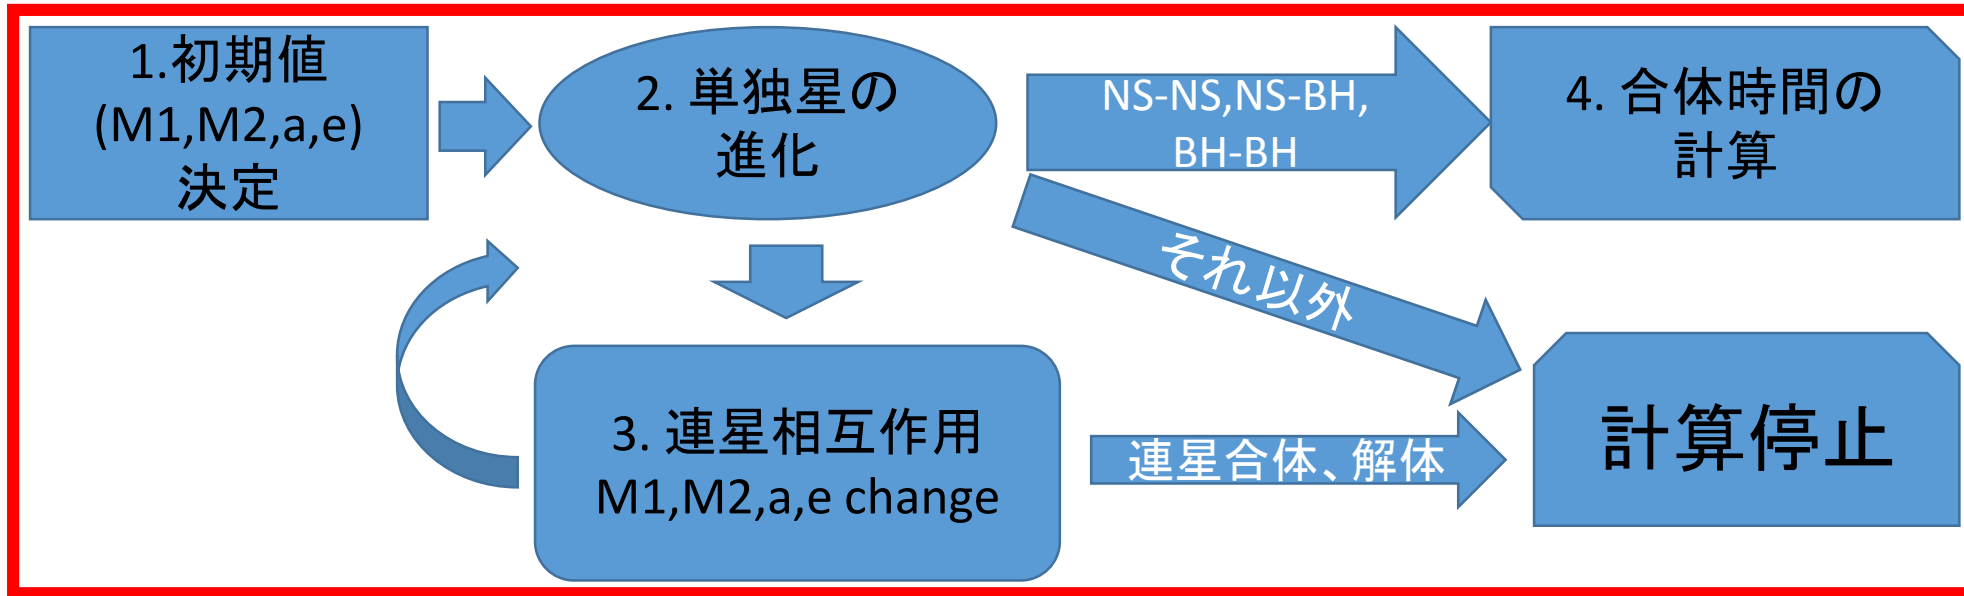 1.初期値
(M1,M2,a,e)
決定
2. 単独星の
進化
NS-NS,NS-BH,
BH-BH
4. 合体時間の
計算
それ以外
3. 連星相互作用
M1,M2,a,e change
連星合体、解体
計算停止